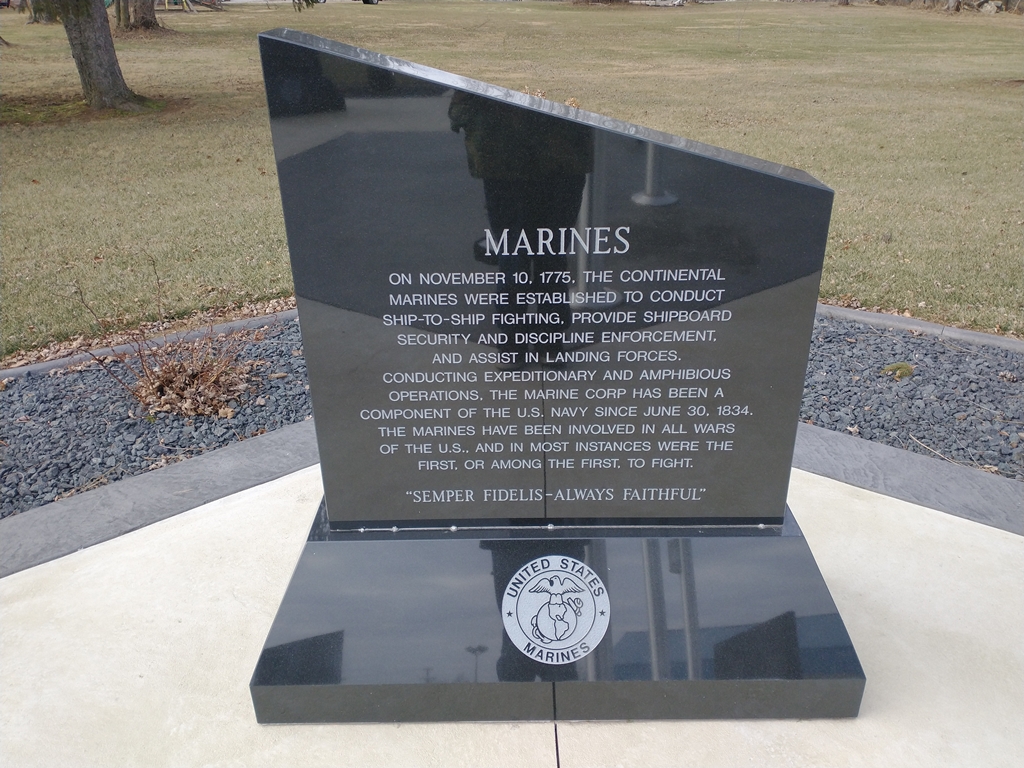 MARINES
ON NOVEMBER 10, 1775, THE CONTINENTAL
MARINES WERE ESTABLISHED TO CONDUCT
SHIP-TO-SHIP FIGHTING, PROVIDE SHIPBOARD
SECURITY AND DISCIPLINE ENFORCEMENT,
AND ASSIST IN LANDING FORCES.
CONDUCTING EXPEDITIONARY AND AMPHIBIOUS
OPERATIONS, THE MARINE CORP HAS BEEN A
COMPONENT OF THE U.S. NAVY SINCE JUNE 30, 1834.
THE MARINES HAVE BEEN INVOLVED IN ALL WARS
OF THE U.S., AND IN MOST INSTANCES WERE THE
FIRST, OR AMONG THE FIRST, TO FIGHT.
"SEMPER FIDELIS-ALWAYS FAITHFUL"
UNITED STATES
MARINES